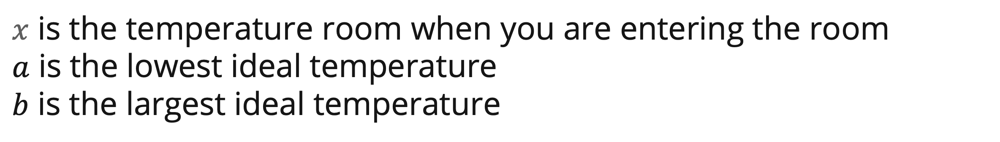 x is the temperature room when you are entering the room
a is the lowest ideal temperature
b is the largest ideal temperature